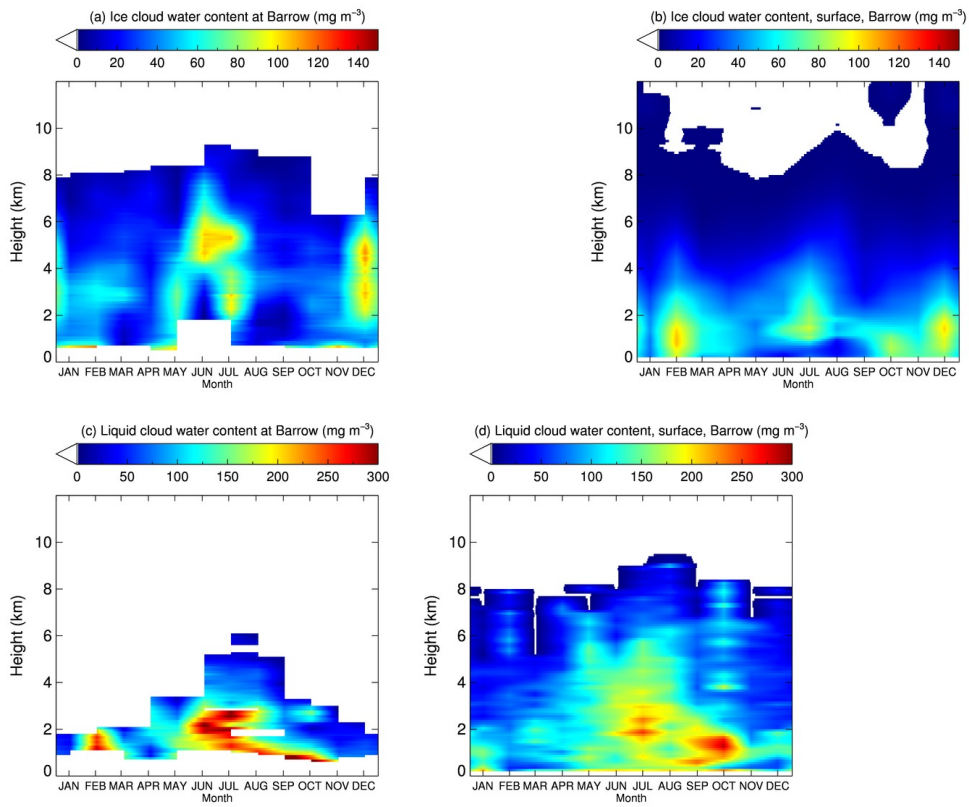 (a) Ice cloud water content at Barrow (mg m⁻³)
0 20 40 60 80 100 120 140
Height (km)
10
8
6
4
2
0
JAN FEB MAR APR MAY JUN JUL AUG SEP OCT NOV DEC
Month
(b) Ice cloud water content, surface, Barrow (mg m⁻³)
0 20 40 60 80 100 120 140
Height (km)
10
8
6
4
2
0
JAN FEB MAR APR MAY JUN JUL AUG SEP OCT NOV DEC
Month
(c) Liquid cloud water content at Barrow (mg m⁻³)
0 50 100 150 200 250 300
Height (km)
10
8
6
4
2
0
JAN FEB MAR APR MAY JUN JUL AUG SEP OCT NOV DEC
Month
(d) Liquid cloud water content, surface, Barrow (mg m⁻³)
0 50 100 150 200 250 300
Height (km)
10
8
6
4
2
0
JAN FEB MAR APR MAY JUN JUL AUG SEP OCT NOV DEC
Month